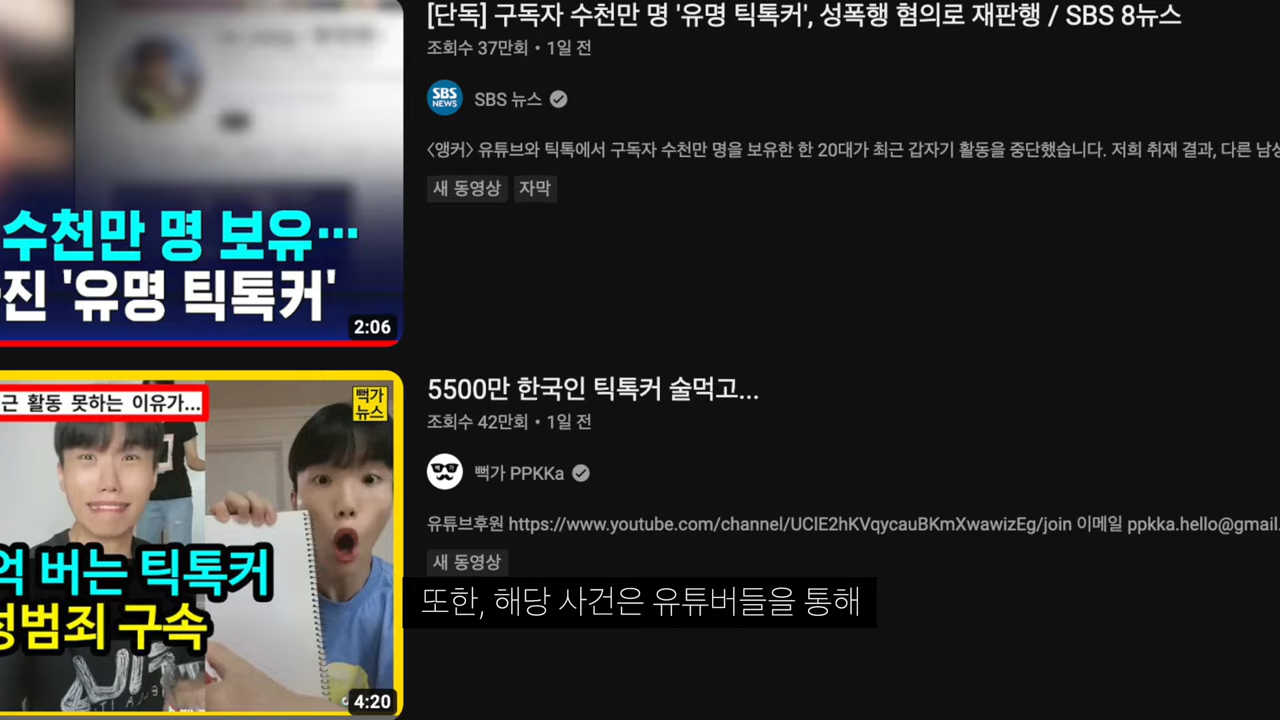 [단독] 구독자 수천만 명 '유명 틱톡커', 성폭행 혐의로 재판행 / SBS 8뉴스
조회수 37만회 • 1일 전
SBS NEWS
SBS 뉴스
〈앵커〉 유튜브와 틱톡에서 구독자 수천만 명을 보유한 한 20대가 최근 갑자기 활동을 중단했습니다. 저희 취재 결과, 다른 남성
새 동영상 자막
수천만 명 보유…
진 '유명 틱톡커'
2:06
5500만 한국인 틱톡커 술먹고...
조회수 42만회 • 1일 전
뻑가 PPKKa
유튜브후원 https://www.youtube.com/channel/UClE2hKVqycauBKmXwawizEg/join 이메일 ppkka.hello@gmail.
새 동영상
근 활동 못하는 이유가...
뻑가
뉴스
억 버는 틱톡커
성범죄 구속
4:20
또한, 해당 사건은 유튜버들을 통해